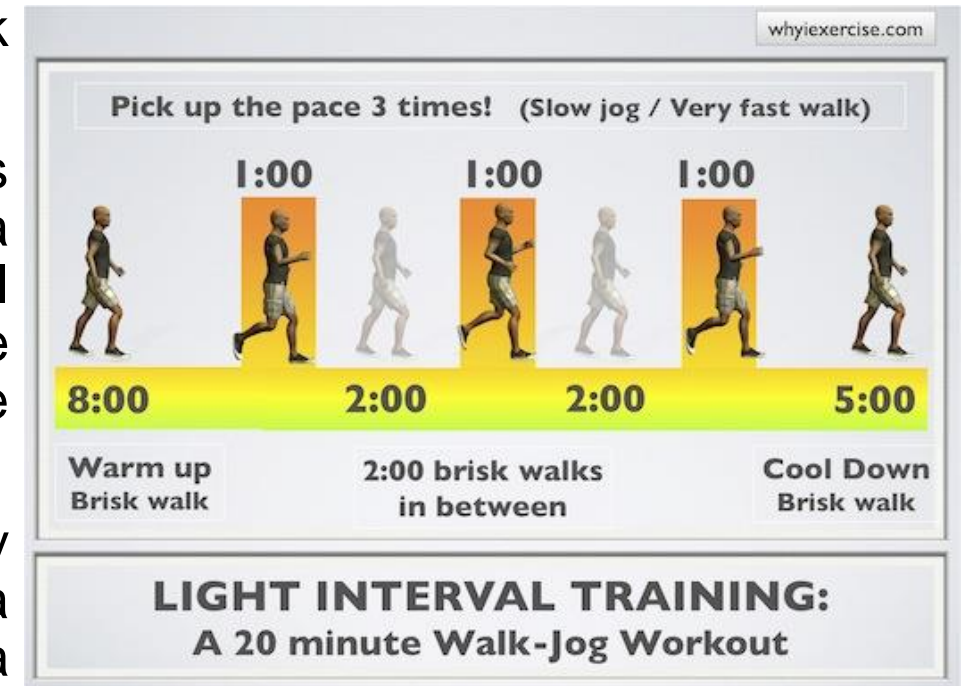 whyiexercise.com
Pick up the pace 3 times! (Slow jog / Very fast walk)
1:00 1:00 1:00
8:00 2:00 2:00 5:00
Warm up
Brisk walk
2:00 brisk walks
in between
Cool Down
Brisk walk
LIGHT INTERVAL TRAINING:
A 20 minute Walk-Jog Workout